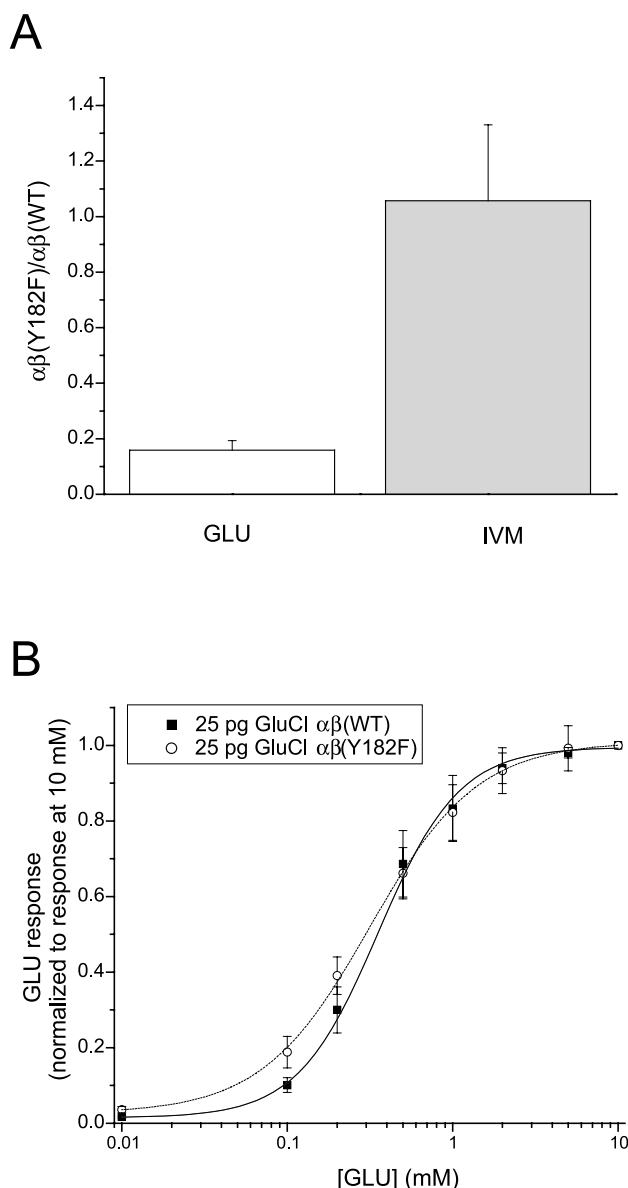 A
αβ(Y182F)/αβ(WT)
1.4
1.2
1.0
0.8
0.6
0.4
0.2
0.0
GLU IVM
B
25 pg GluCl αβ(WT)
25 pg GluCl αβ(Y182F)
GLU response
(normalized to response at 10 mM)
1.0
0.8
0.6
0.4
0.2
0.0
0.01 0.1 1 10
[GLU] (mM)